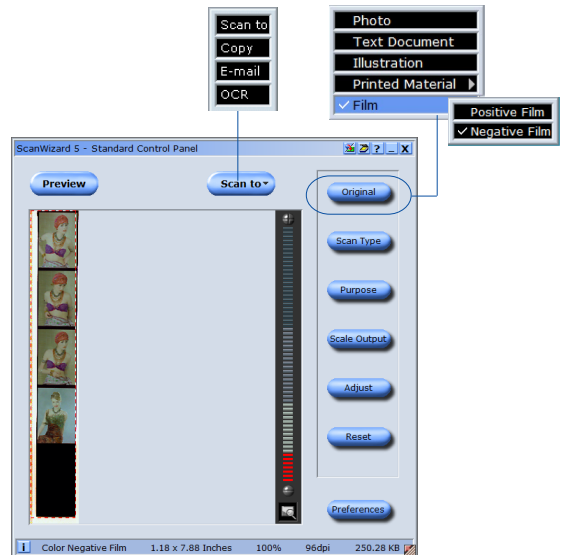 Scan to
Copy
E-mail
OCR
Photo
Text Document
Illustration
Printed Material
Film
Positive Film
Negative Film
ScanWizard 5 - Standard Control Panel
Preview
Scan to
Original
Scan Type
Purpose
Scale Output
Adjust
Reset
Preferences
Color Negative Film 1.18 x 7.88 Inches 100% 96dpi 250.28 KB